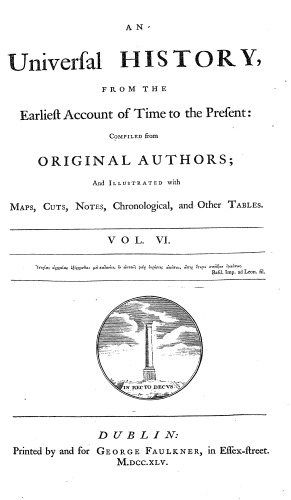 AN
Univerſal HISTORY,
FROM THE
Earlieſt Account of Time to the Preſent:
COMPILED from
ORIGINAL AUTHORS;
And ILLUSTRATED with
MAPS, CUTS, NOTES, Chronological, and Other TABLES.
VOL. VI.
Baſil. Imp. ad Leon. fil.
IN RECTO DECUS
DUBLIN:
Printed by and for GEORGE FAULKNER, in Eſſex-ſtreet.
M.DCC.XLV.